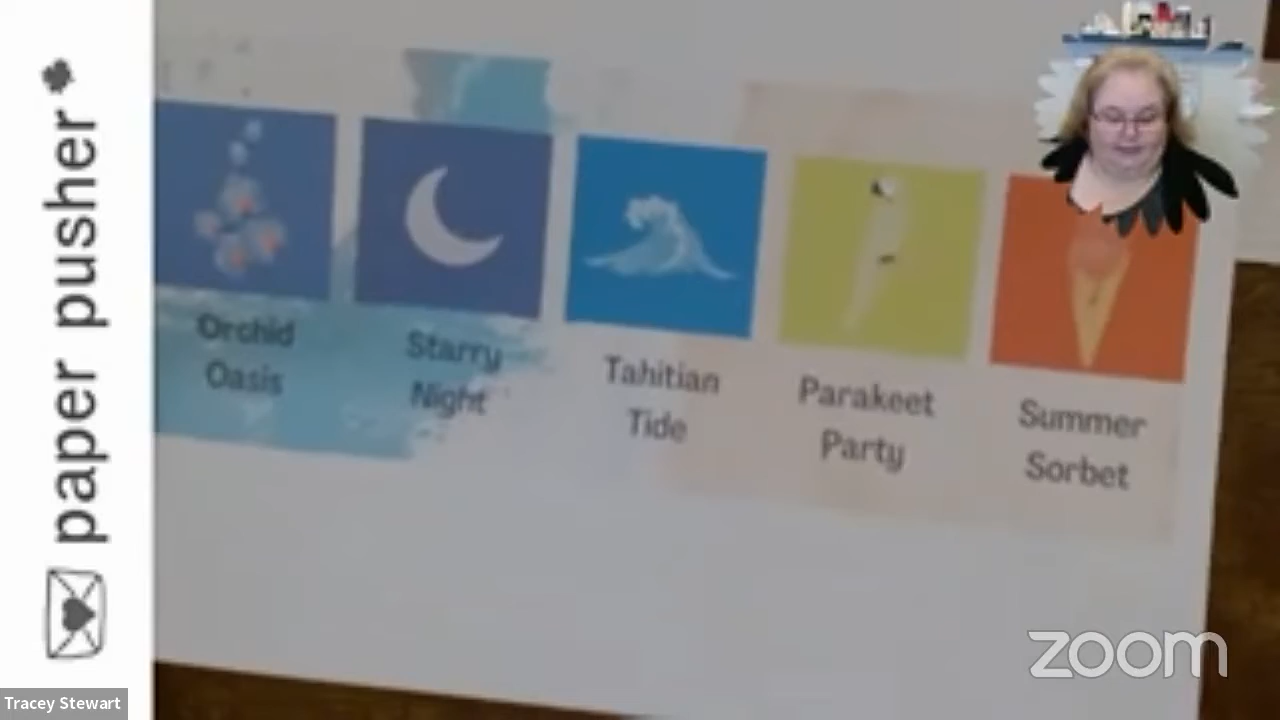 paper pusher
Orchid
Oasis
Starry
Night
Tahitian
Tide
Parakeet
Party
Summer
Sorbet
zoom
Tracey Stewart